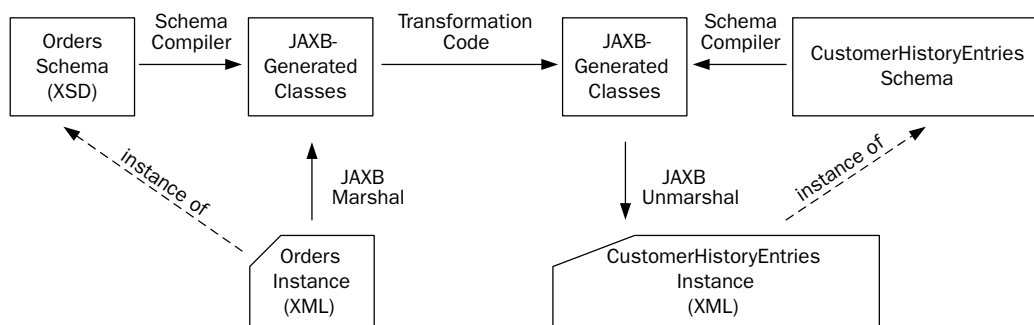 Orders
Schema
(XSD)
Schema
Compiler
JAXB-
Generated
Classes
Transformation
Code
JAXB-
Generated
Classes
Schema
Compiler
CustomerHistoryEntries
Schema
instance of
JAXB
Marshal
JAXB
Unmarshal
instance of
Orders
Instance
(XML)
CustomerHistoryEntries
Instance
(XML)